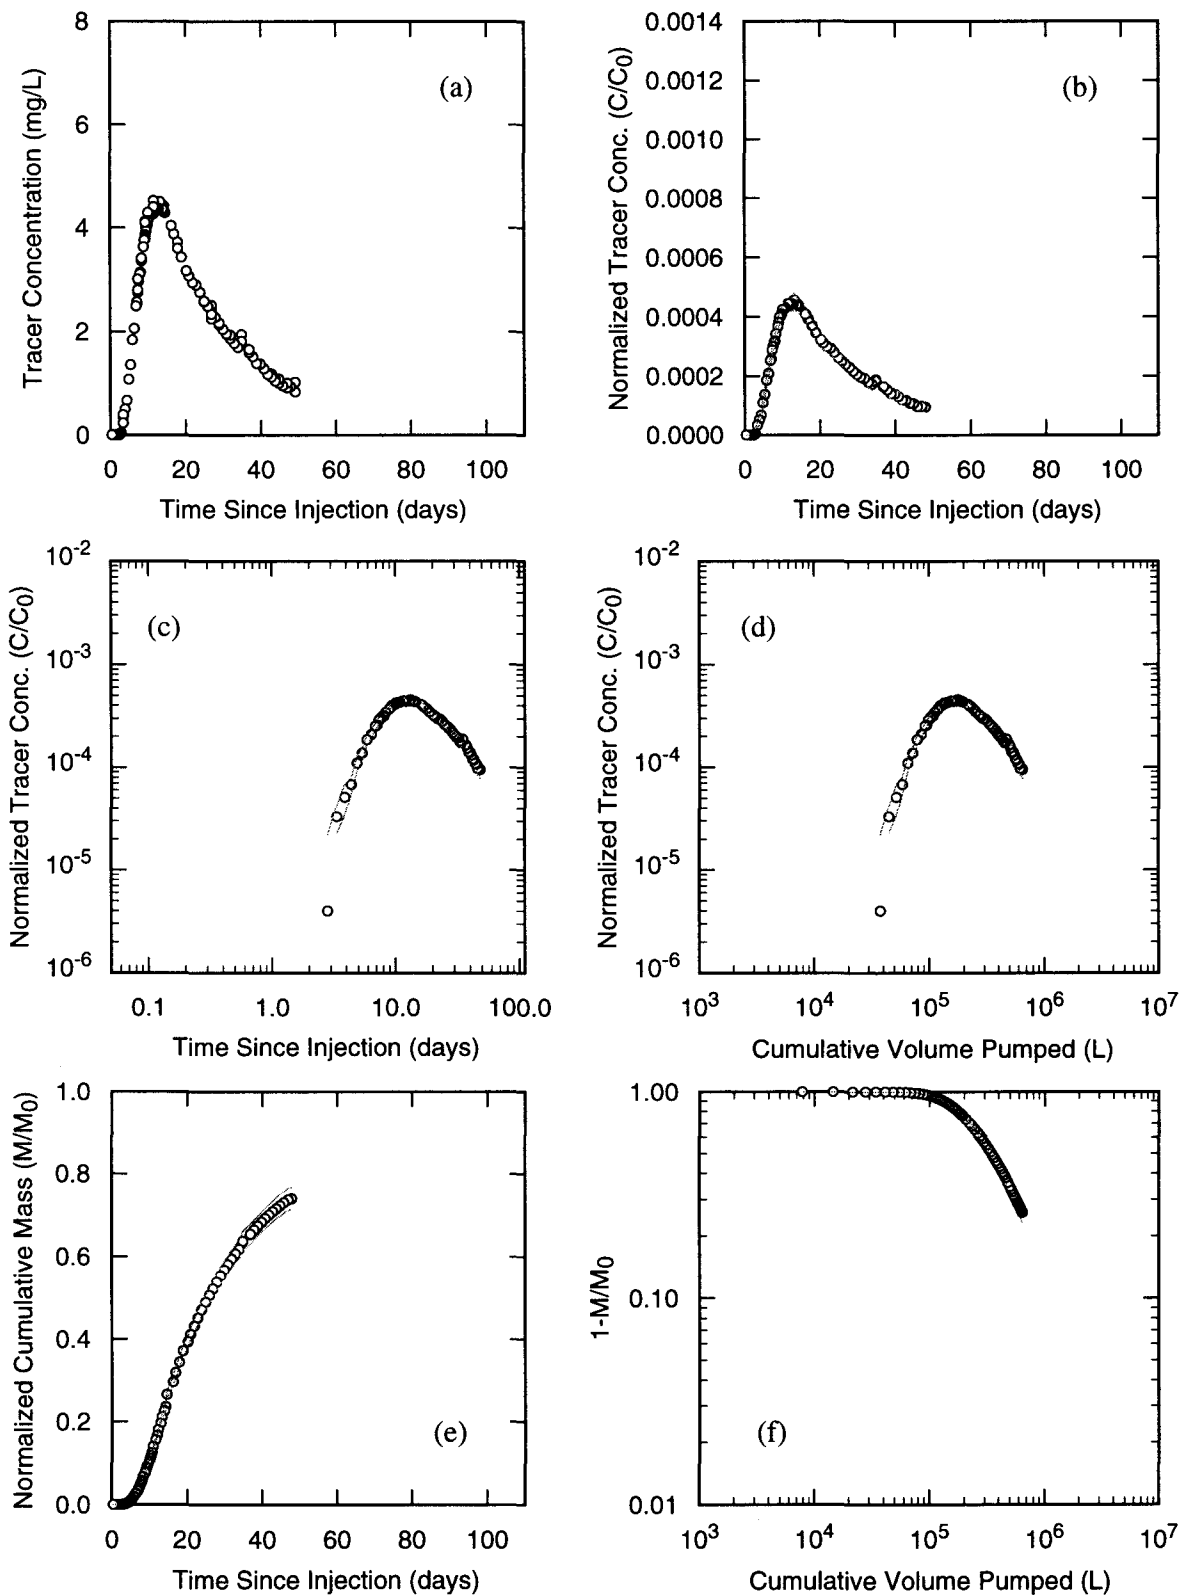 Tracer Concentration (mg/L)
8
6
4
2
0
(a)
0 20 40 60 80 100
Time Since Injection (days)
Normalized Tracer Conc. (C/C0)
0.0014
0.0012
0.0010
0.0008
0.0006
0.0004
0.0002
0.0000
(b)
0 20 40 60 80 100
Time Since Injection (days)
Normalized Tracer Conc. (C/C0)
10-2
10-3
10-4
10-5
10-6
(c)
0.1 1.0 10.0 100.0
Time Since Injection (days)
Normalized Tracer Conc. (C/C0)
10-2
10-3
10-4
10-5
10-6
(d)
103 104 105 106 107
Cumulative Volume Pumped (L)
Normalized Cumulative Mass (M/M0)
1.0
0.8
0.6
0.4
0.2
0.0
(e)
0 20 40 60 80 100
Time Since Injection (days)
1-M/M0
1.00
0.10
0.01
(f)
103 104 105 106 107
Cumulative Volume Pumped (L)